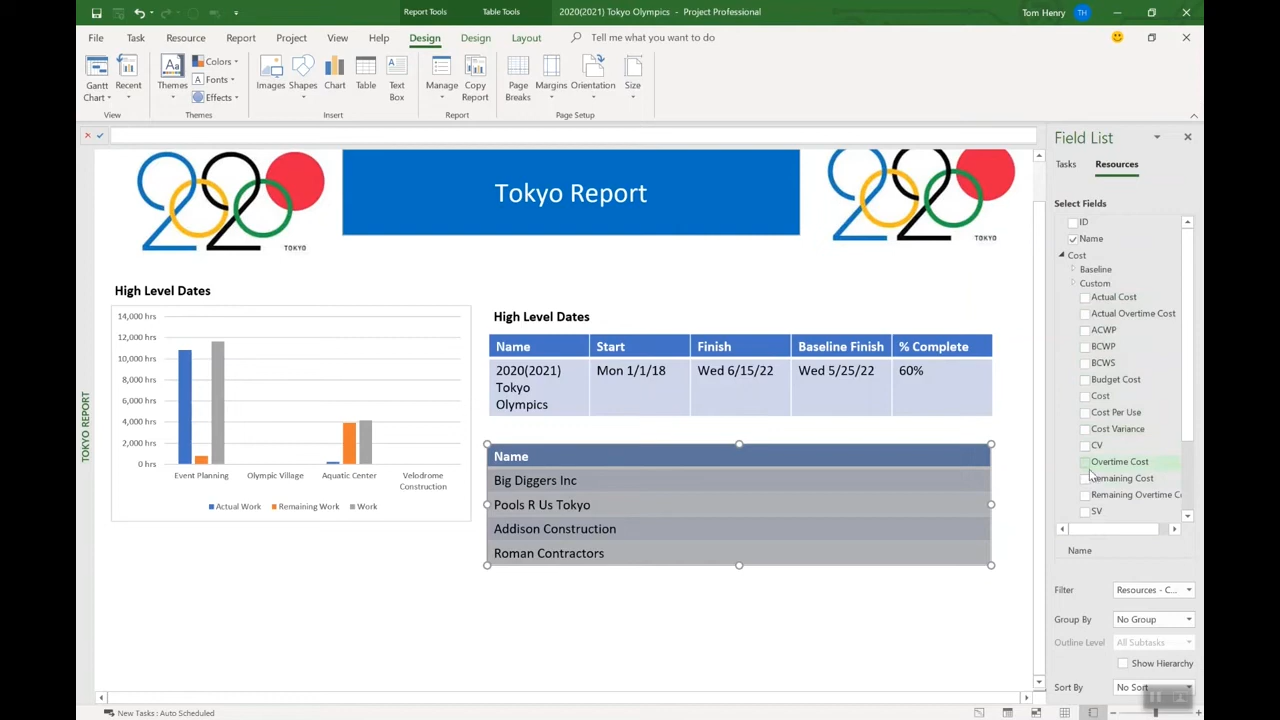 Report Tools
Table Tools
2020(2021) Tokyo Olympics - Project Professional
Tom Henry
TH
File
Task
Resource
Report
Project
View
Help
Design
Design
Layout
Tell me what you want to do
Gantt Chart
Recent
View
Themes
Colors
Fonts
Effects
Themes
Images
Shapes
Chart
Table
Text Box
Insert
Manage
Copy Report
Report
Page Breaks
Margins
Orientation
Size
Page Setup
TOKYO REPORT
TOKYO
Tokyo Report
TOKYO
High Level Dates
14,000 hrs
12,000 hrs
10,000 hrs
8,000 hrs
6,000 hrs
4,000 hrs
2,000 hrs
0 hrs
Event Planning
Olympic Village
Aquatic Center
Velodrome Construction
Actual Work
Remaining Work
Work
High Level Dates
Name Start Finish Baseline Finish % Complete
2020(2021) Mon 1/1/18 Wed 6/15/22 Wed 5/25/22 60%
Tokyo
Olympics
Name
Big Diggers Inc
Pools R Us Tokyo
Addison Construction
Roman Contractors
Field List
Tasks
Resources
Select Fields
ID
Name
Cost
Baseline
Custom
Actual Cost
Actual Overtime Cost
ACWP
BCWP
BCWS
Budget Cost
Cost
Cost Per Use
Cost Variance
CV
Overtime Cost
Remaining Cost
Remaining Overtime C
SV
Name
Filter
Resources - C...
Group By
No Group
Outline Level
All Subtasks
Show Hierarchy
Sort By
No Sort
New Tasks : Auto Scheduled